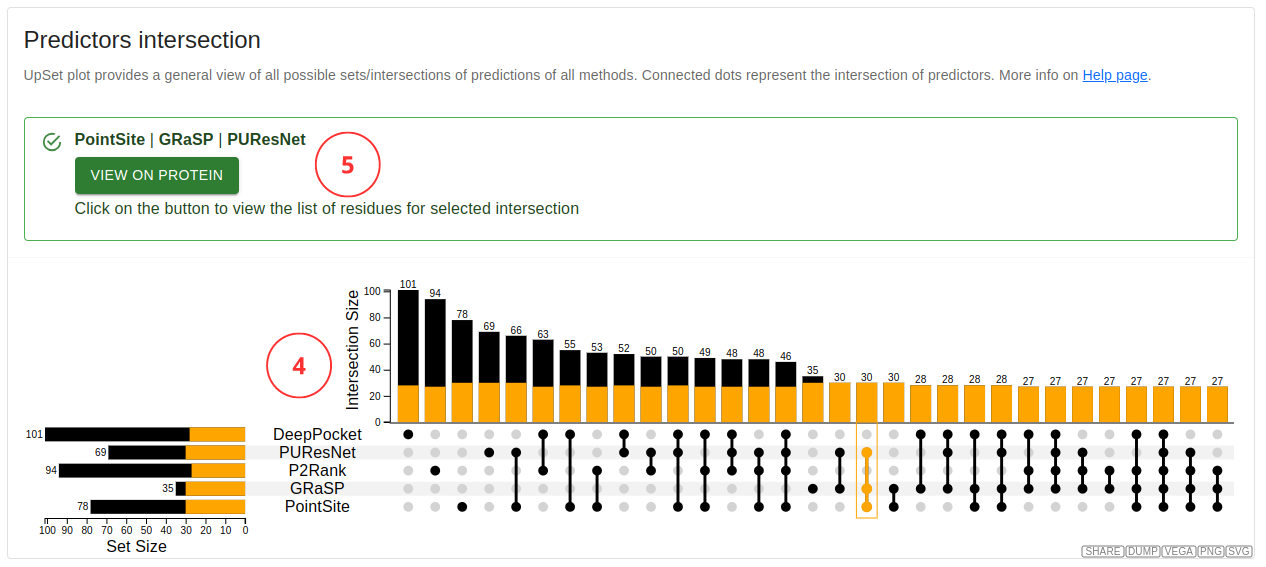 Predictors intersection
UpSet plot provides a general view of all possible sets/intersections of predictions of all methods. Connected dots represent the intersection of predictors. More info on Help page.
PointSite | GRaSP | PUResNet
5
VIEW ON PROTEIN
Click on the button to view the list of residues for selected intersection
4
Intersection Size
100
80
60
40
20
0
101 94 78 69 66 63 55 53 52 50 50 49 48 48 46 35 30 30 30 28 28 28 28 27 27 27 27 27 27 27 27
101 DeepPocket
69 PUResNet
94 P2Rank
35 GRaSP
78 PointSite
100 90 80 70 60 50 40 30 20 10 0
Set Size
SHARE DUMP VEGA PNG SVG